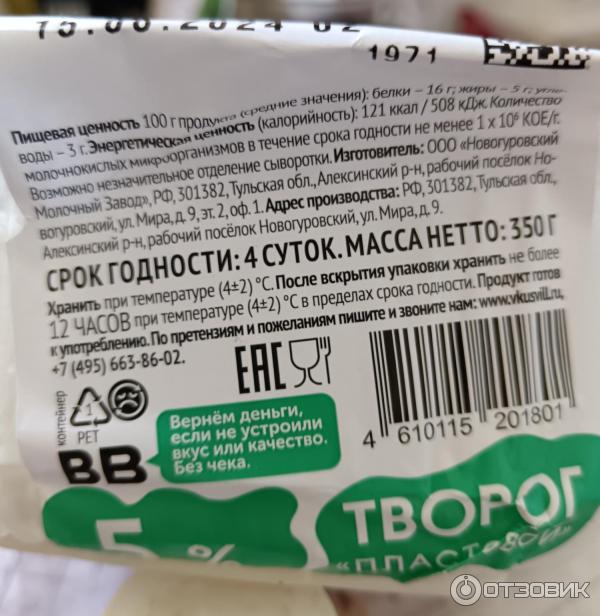 1971
Пищевая ценность 100 г продукта (средние значения): белки – 16 г; жиры – 5 г; угле-
воды – 3 г. Энергетическая ценность (калорийность): 121 ккал / 508 кДж. Количество
молочнокислых микроорганизмов в течение срока годности не менее 1 x 10⁶ КОЕ/г.
Возможно незначительное отделение сыворотки. Изготовитель: ООО «Новогуровский
Молочный Завод», РФ, 301382, Тульская обл., Алексинский р-н, рабочий посёлок Но-
вогуровский, ул. Мира, д. 9, эт. 2, оф. 1. Адрес производства: РФ, 301382, Тульская обл.,
Алексинский р-н, рабочий посёлок Новогуровский, ул. Мира, д. 9.
СРОК ГОДНОСТИ: 4 СУТОК. МАССА НЕТТО: 350 Г
Хранить при температуре (4±2) °C. После вскрытия упаковки хранить не более
12 ЧАСОВ при температуре (4±2) °C в пределах срока годности. Продукт готов
к употреблению. По претензиям и пожеланиям пишите и звоните нам: www.vkusvill.ru,
+7 (495) 663-86-02.
EAC
контейнер
1
PET
ВВ
Вернём деньги,
если не устроили
вкус или качество.
Без чека.
4 610115 201801
5 %
ТВОРОГ
«ПЛАСТОВОЙ»
ОТЗОВИК